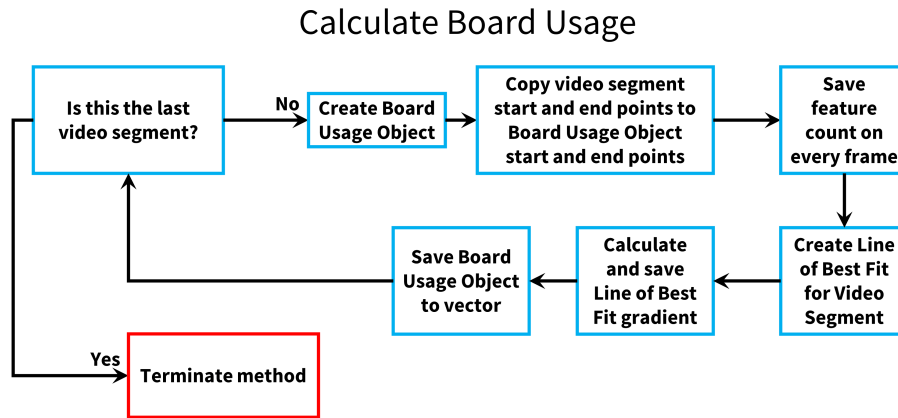 Calculate Board Usage
Is this the last
video segment?
No
Create Board
Usage Object
Copy video segment
start and end points to
Board Usage Object
start and end points
Save
feature
count on
every frame
Create Line
of Best Fit
for Video
Segment
Calculate
and save
Line of Best
Fit gradient
Save Board
Usage Object
to vector
Yes
Terminate method